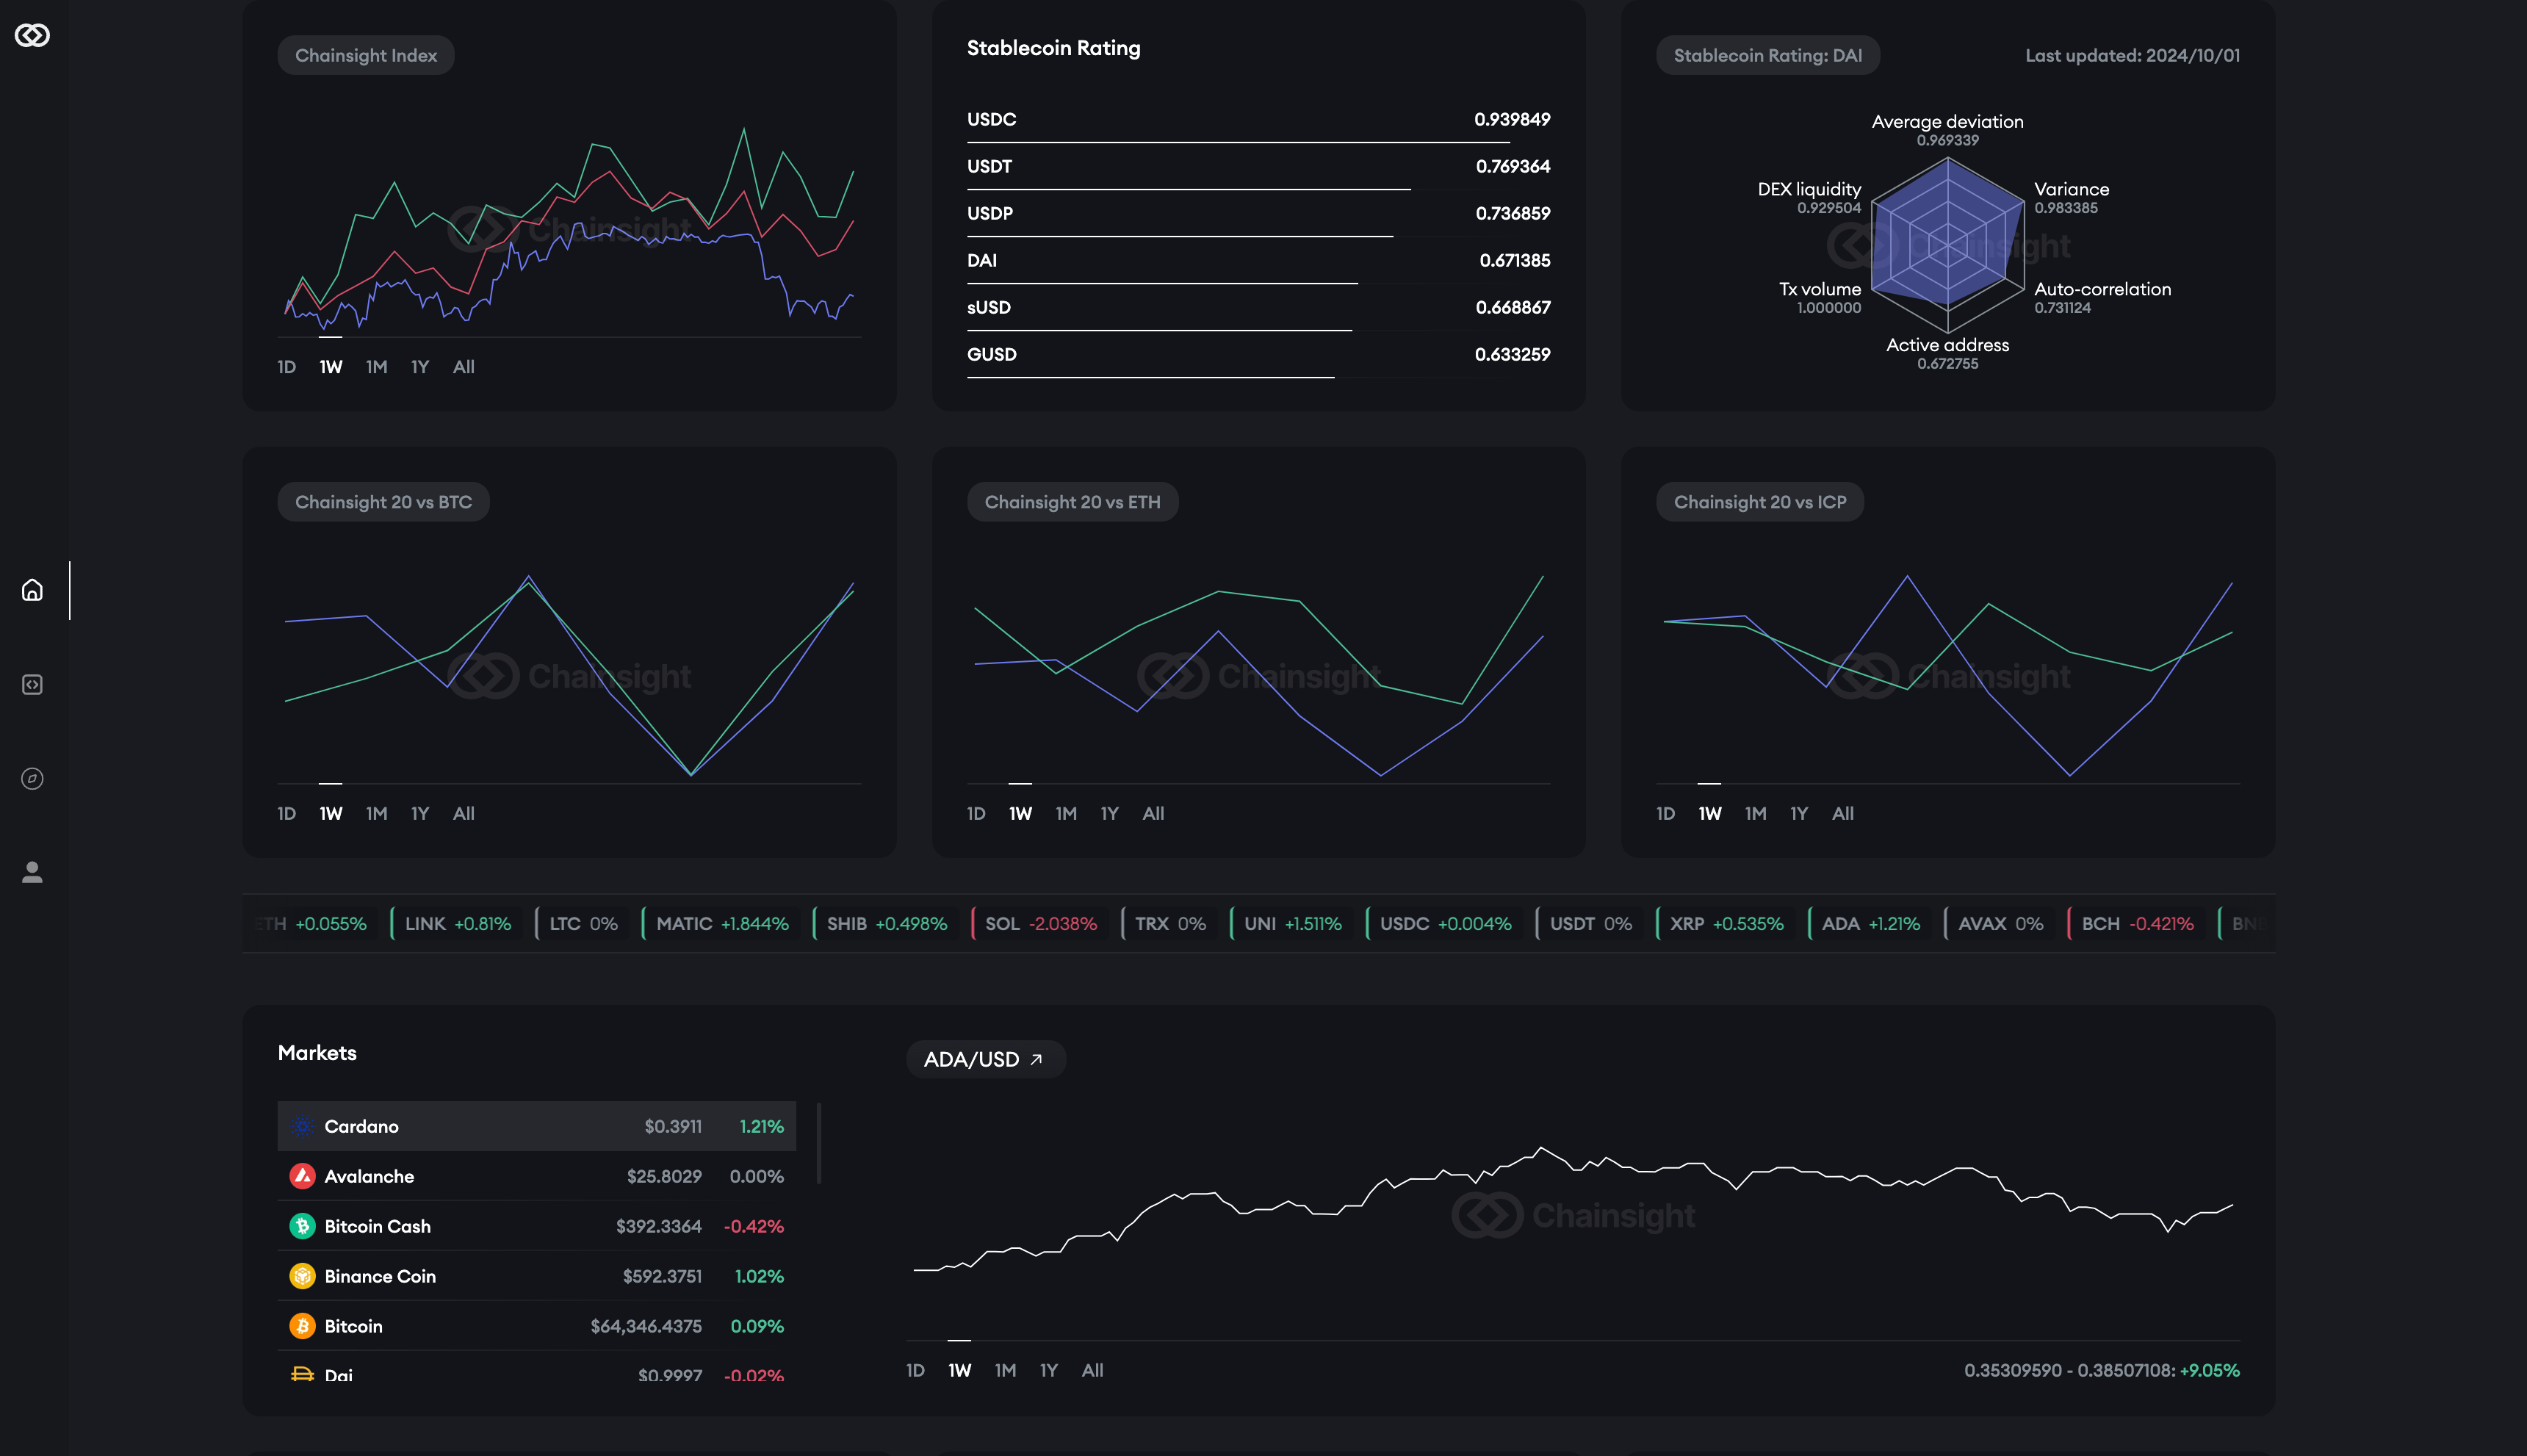 Chainsight Index
Chainsight
1D 1W 1M 1Y All
Stablecoin Rating
USDC 0.939849
USDT 0.769364
USDP 0.736859
DAI 0.671385
sUSD 0.668867
GUSD 0.633259
Stablecoin Rating: DAI Last updated: 2024/10/01
Average deviation
0.969339
DEX liquidity
0.929504
Variance
0.983385
Chainsight
Tx volume
1.000000
Auto-correlation
0.731124
Active address
0.672755
Chainsight 20 vs BTC
Chainsight
1D 1W 1M 1Y All
Chainsight 20 vs ETH
Chainsight
1D 1W 1M 1Y All
Chainsight 20 vs ICP
Chainsight
1D 1W 1M 1Y All
ETH +0.055% LINK +0.81% LTC 0% MATIC +1.844% SHIB +0.498% SOL -2.038% TRX 0% UNI +1.511% USDC +0.004% USDT 0% XRP +0.535% ADA +1.21% AVAX 0% BCH -0.421% BN
Markets
Cardano $0.3911 1.21%
Avalanche $25.8029 0.00%
Bitcoin Cash $392.3364 -0.42%
Binance Coin $592.3751 1.02%
Bitcoin $64,346.4375 0.09%
Dai $0.9997 -0.02%
ADA/USD
Chainsight
1D 1W 1M 1Y All
0.35309590 - 0.38507108: +9.05%